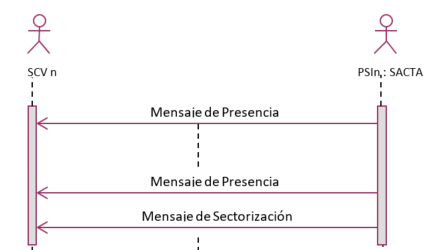 SCV n
PSIn : SACTA
Mensaje de Presencia
Mensaje de Presencia
Mensaje de Sectorización